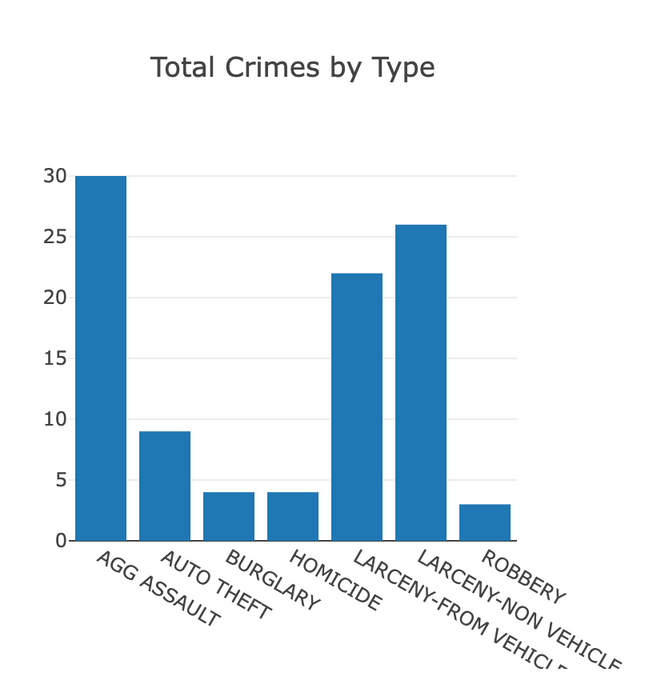 Total Crimes by Type
30
25
20
15
10
5
0
AGG ASSAULT
AUTO THEFT
BURGLARY
HOMICIDE
LARCENY-FROM VEHICLE
LARCENY-NON VEHICLE
ROBBERY